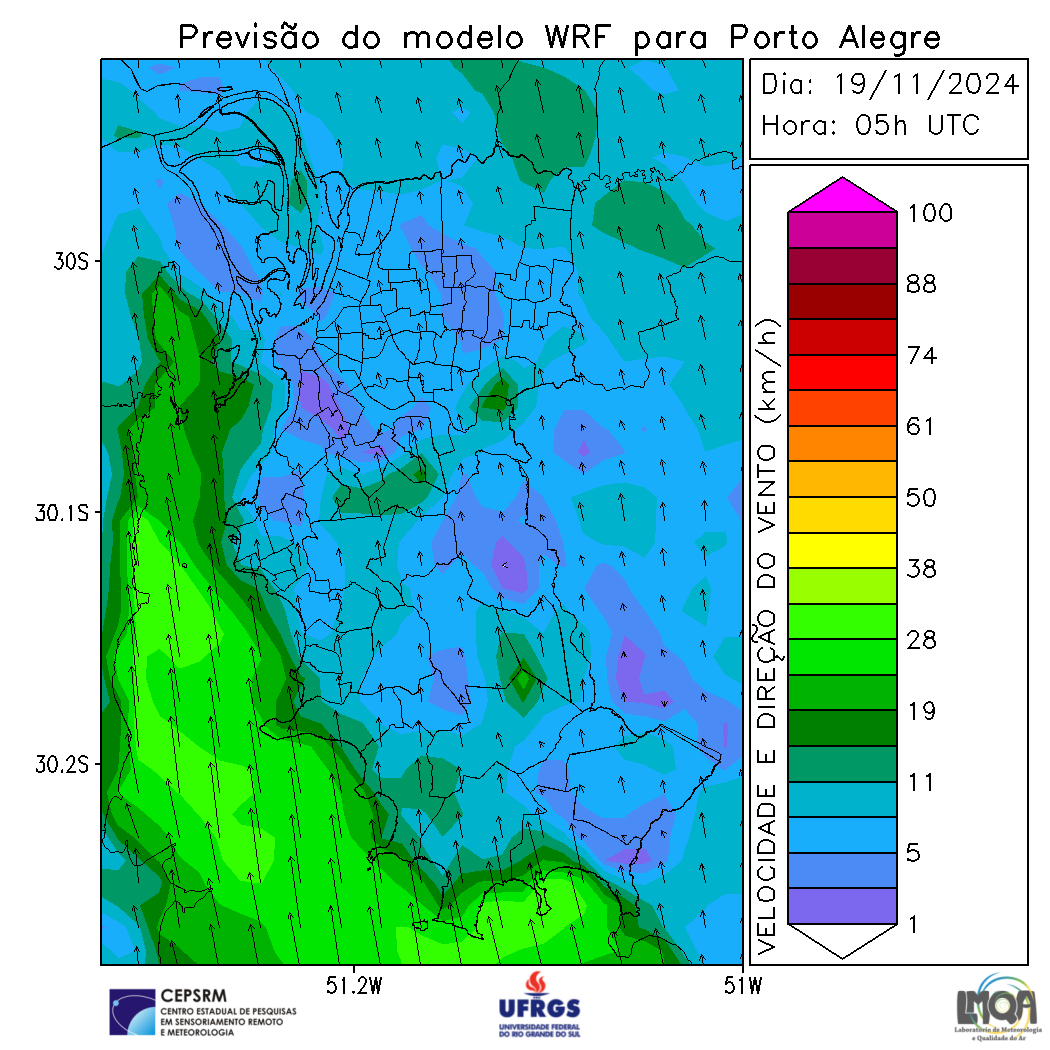 Previsão do modelo WRF para Porto Alegre
Dia: 19/11/2024
Hora: 05h UTC
30S
30.1S
30.2S
51.2W
51W
VELOCIDADE E DIREÇÃO DO VENTO (km/h)
100
88
74
61
50
38
28
19
11
5
1
CEPSRM
CENTRO ESTADUAL DE PESQUISAS
EM SENSORIAMENTO REMOTO
E METEOROLOGIA
UFRGS
UNIVERSIDADE FEDERAL
DO RIO GRANDE DO SUL
LMQA
Laboratório de Meteorologia
e Qualidade do Ar